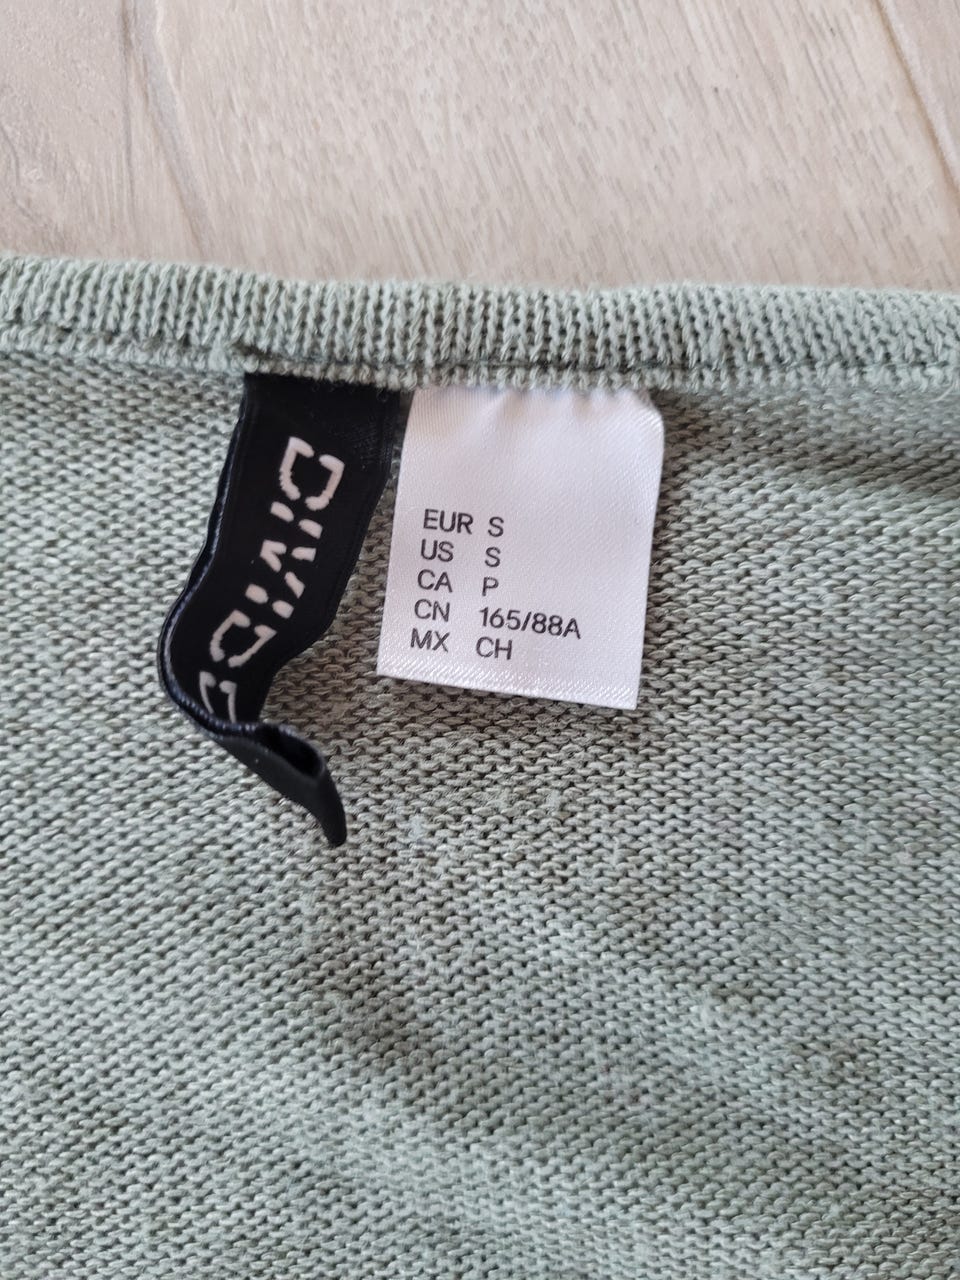 DIVIDED
EUR S
US S
CA P
CN 165/88A
MX CH